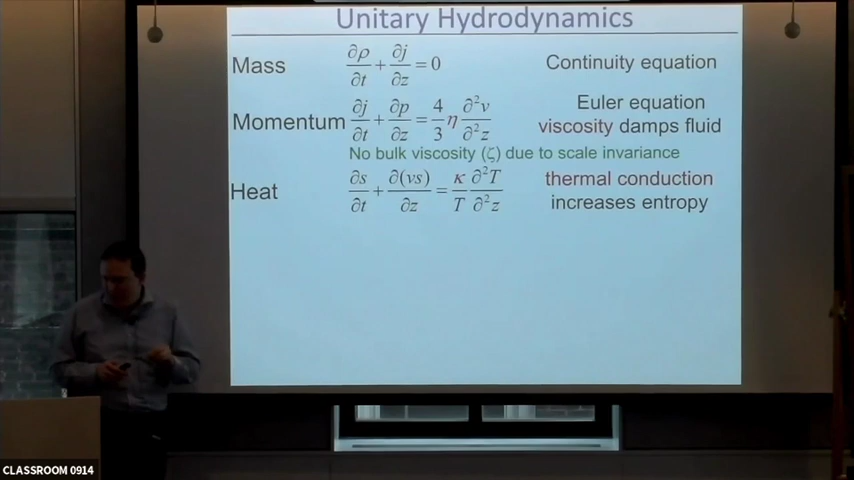 Unitary Hydrodynamics
Mass ∂ρ/∂t + ∂j/∂z = 0 Continuity equation
Euler equation
Momentum ∂j/∂t + ∂p/∂z = 4/3 η ∂²v/∂²z viscosity damps fluid
No bulk viscosity (ζ) due to scale invariance
Heat ∂s/∂t + ∂(vs)/∂z = κ/T ∂²T/∂²z thermal conduction
increases entropy
CLASSROOM 0914